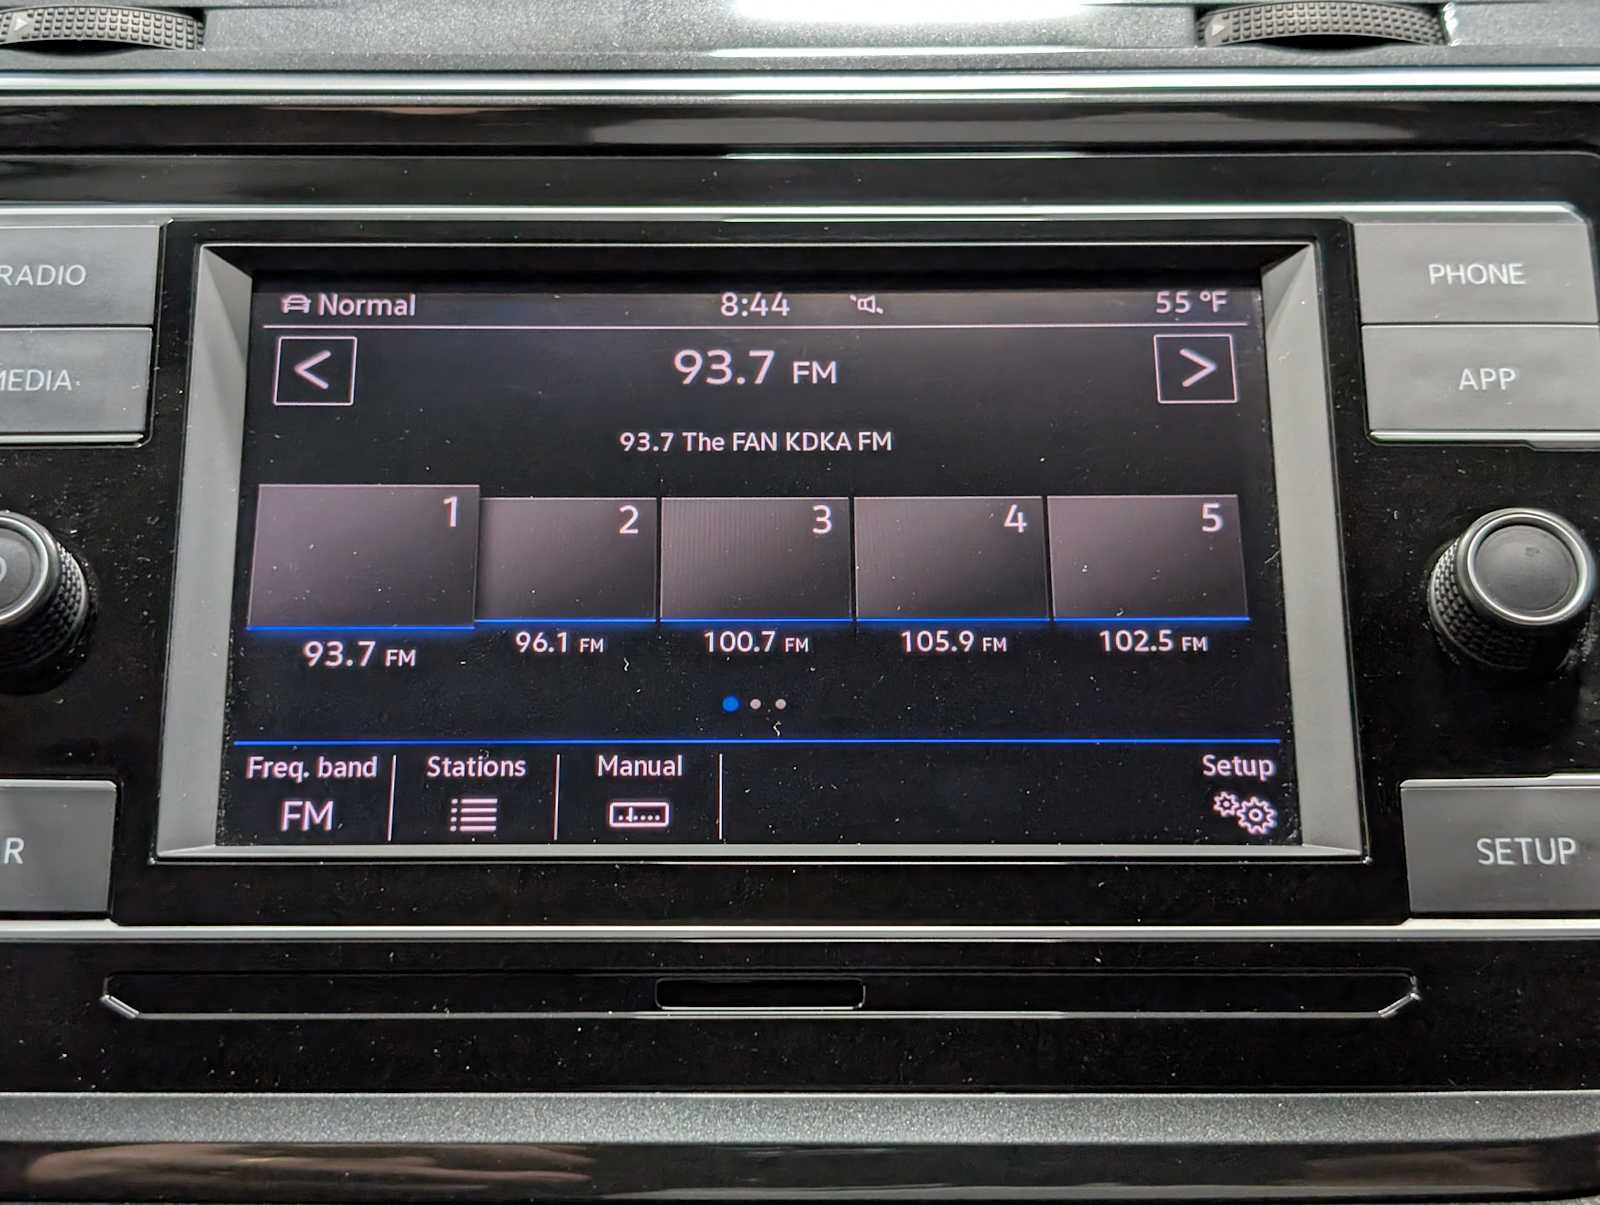 RADIO
MEDIA
PHONE
APP
Normal 8:44 55 °F
< 93.7 FM >
93.7 The FAN KDKA FM
1 2 3 4 5
93.7 FM 96.1 FM 100.7 FM 105.9 FM 102.5 FM
Freq. band Stations Manual Setup
FM
R
SETUP